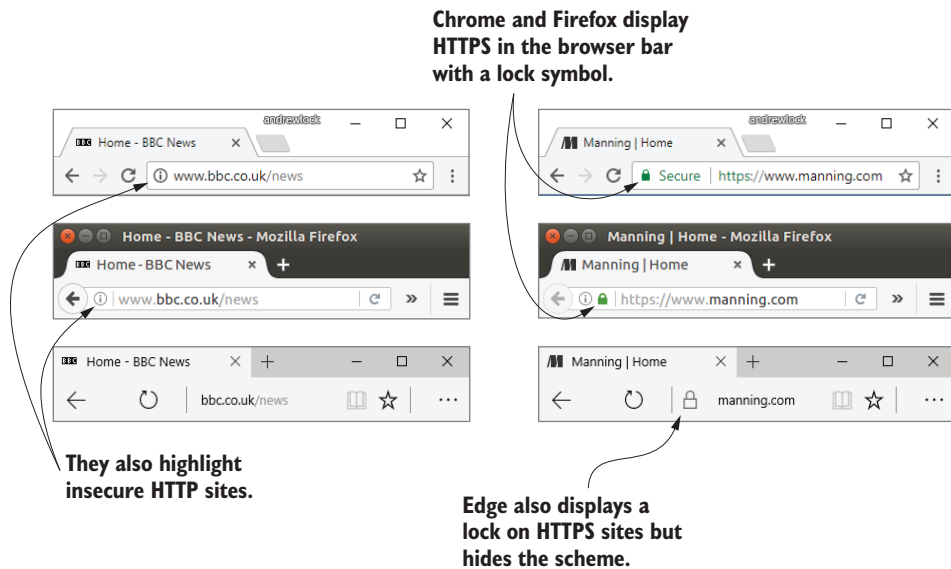 Chrome and Firefox display
HTTPS in the browser bar
with a lock symbol.
andrewlock
BBC Home - BBC News
www.bbc.co.uk/news
andrewlock
Manning | Home
Secure | https://www.manning.com
Home - BBC News - Mozilla Firefox
BBC Home - BBC News
www.bbc.co.uk/news
Manning | Home - Mozilla Firefox
Manning | Home
https://www.manning.com
BBC Home - BBC News
bbc.co.uk/news
Manning | Home
manning.com
They also highlight
insecure HTTP sites.
Edge also displays a
lock on HTTPS sites but
hides the scheme.